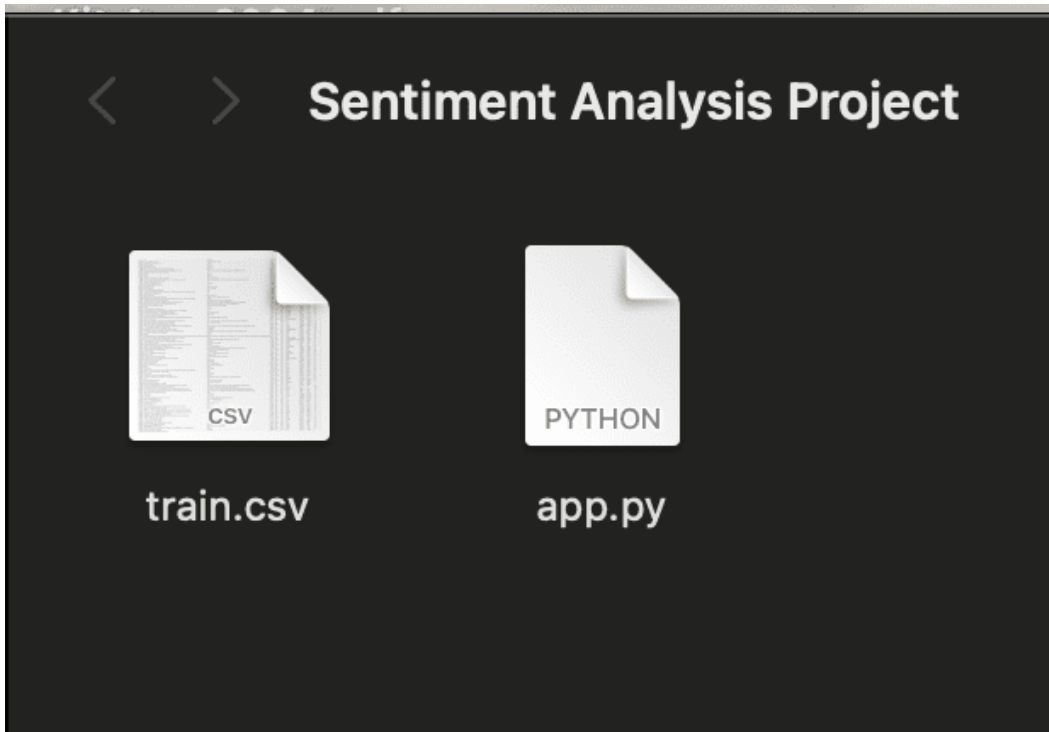 Sentiment Analysis Project
CSV
PYTHON
train.csv
app.py